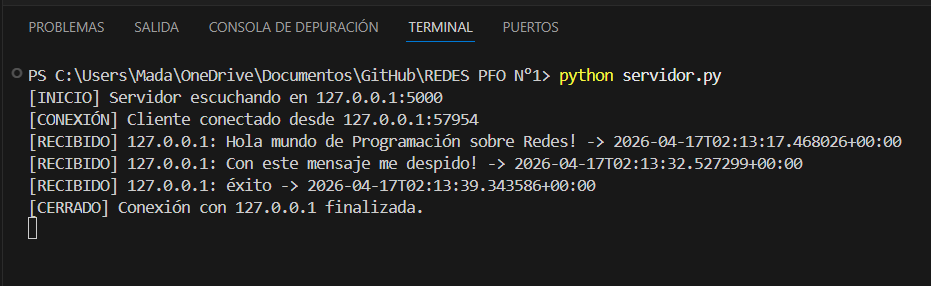 PROBLEMAS SALIDA CONSOLA DE DEPURACIÓN TERMINAL PUERTOS
PS C:\Users\Mada\OneDrive\Documentos\GitHub\REDES PFO Nº1> python servidor.py
[INICIO] Servidor escuchando en 127.0.0.1:5000
[CONEXIÓN] Cliente conectado desde 127.0.0.1:57954
[RECIBIDO] 127.0.0.1: Hola mundo de Programación sobre Redes! -> 2026-04-17T02:13:17.468026+00:00
[RECIBIDO] 127.0.0.1: Con este mensaje me despido! -> 2026-04-17T02:13:32.527299+00:00
[RECIBIDO] 127.0.0.1: éxito -> 2026-04-17T02:13:39.343586+00:00
[CERRADO] Conexión con 127.0.0.1 finalizada.